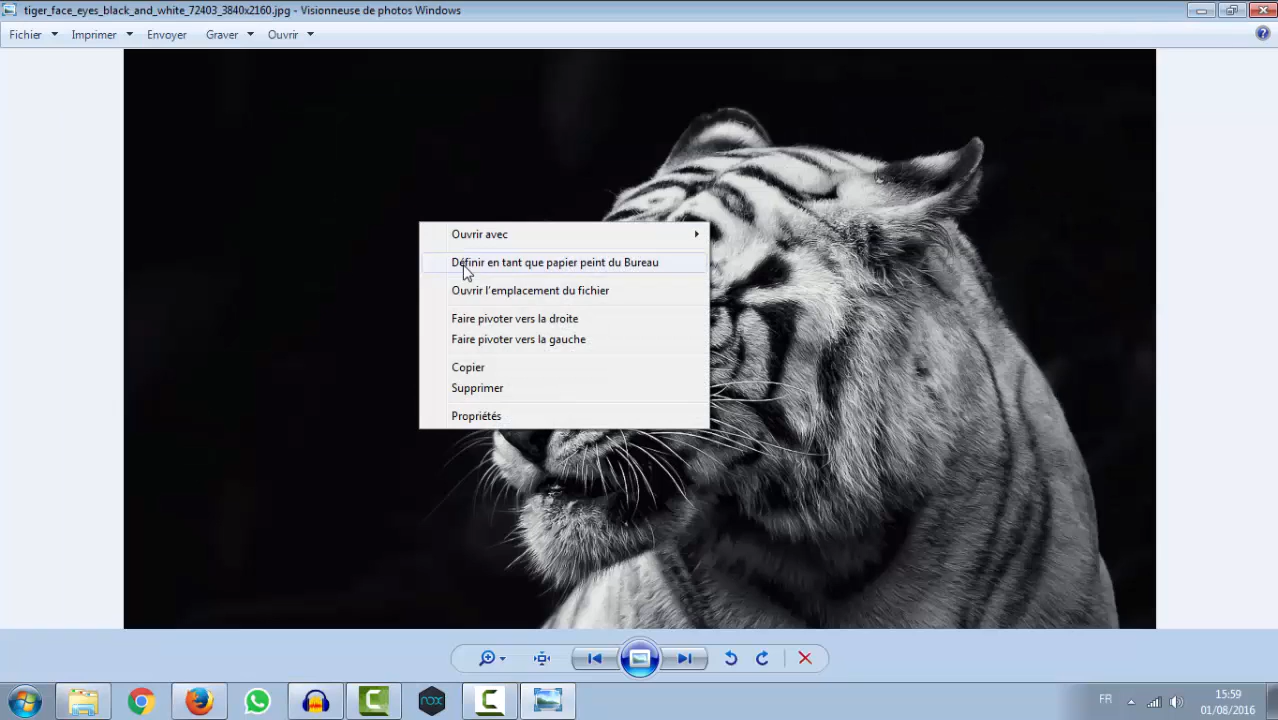 tiger_face_eyes_black_and_white_72403_3840x2160.jpg - Visionneuse de photos Windows
Fichier Imprimer Envoyer Graver Ouvrir
Ouvrir avec
Définir en tant que papier peint du Bureau
Ouvrir l'emplacement du fichier
Faire pivoter vers la droite
Faire pivoter vers la gauche
Copier
Supprimer
Propriétés
nox
FR
15:59
01/08/2016